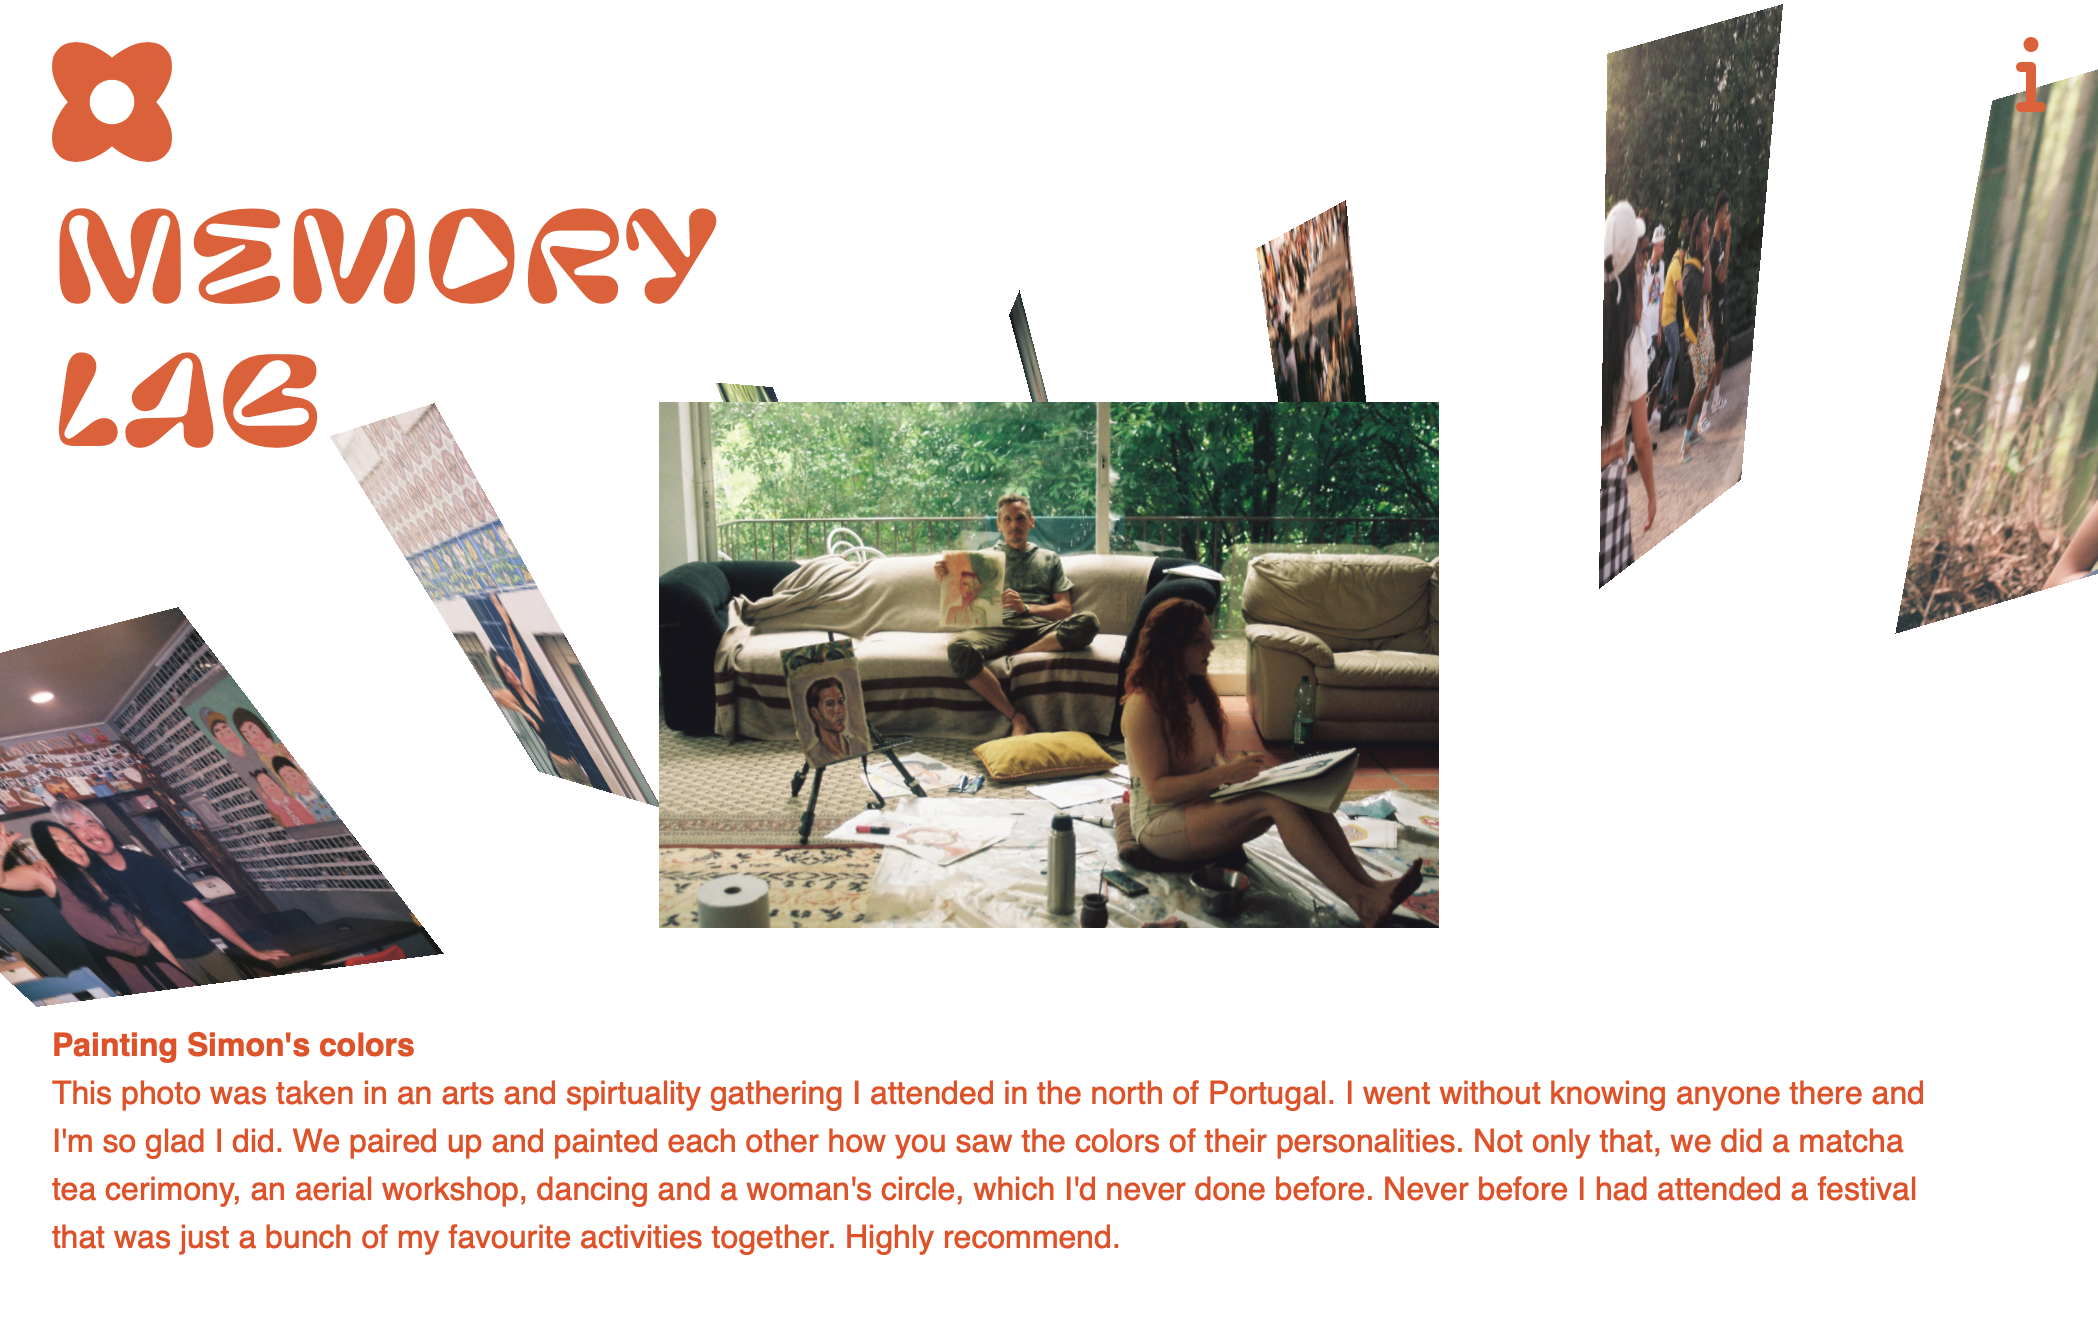 MEMORY
LAB
i
Painting Simon's colors
This photo was taken in an arts and spirtuality gathering I attended in the north of Portugal. I went without knowing anyone there and
I'm so glad I did. We paired up and painted each other how you saw the colors of their personalities. Not only that, we did a matcha
tea cerimony, an aerial workshop, dancing and a woman's circle, which I'd never done before. Never before I had attended a festival
that was just a bunch of my favourite activities together. Highly recommend.